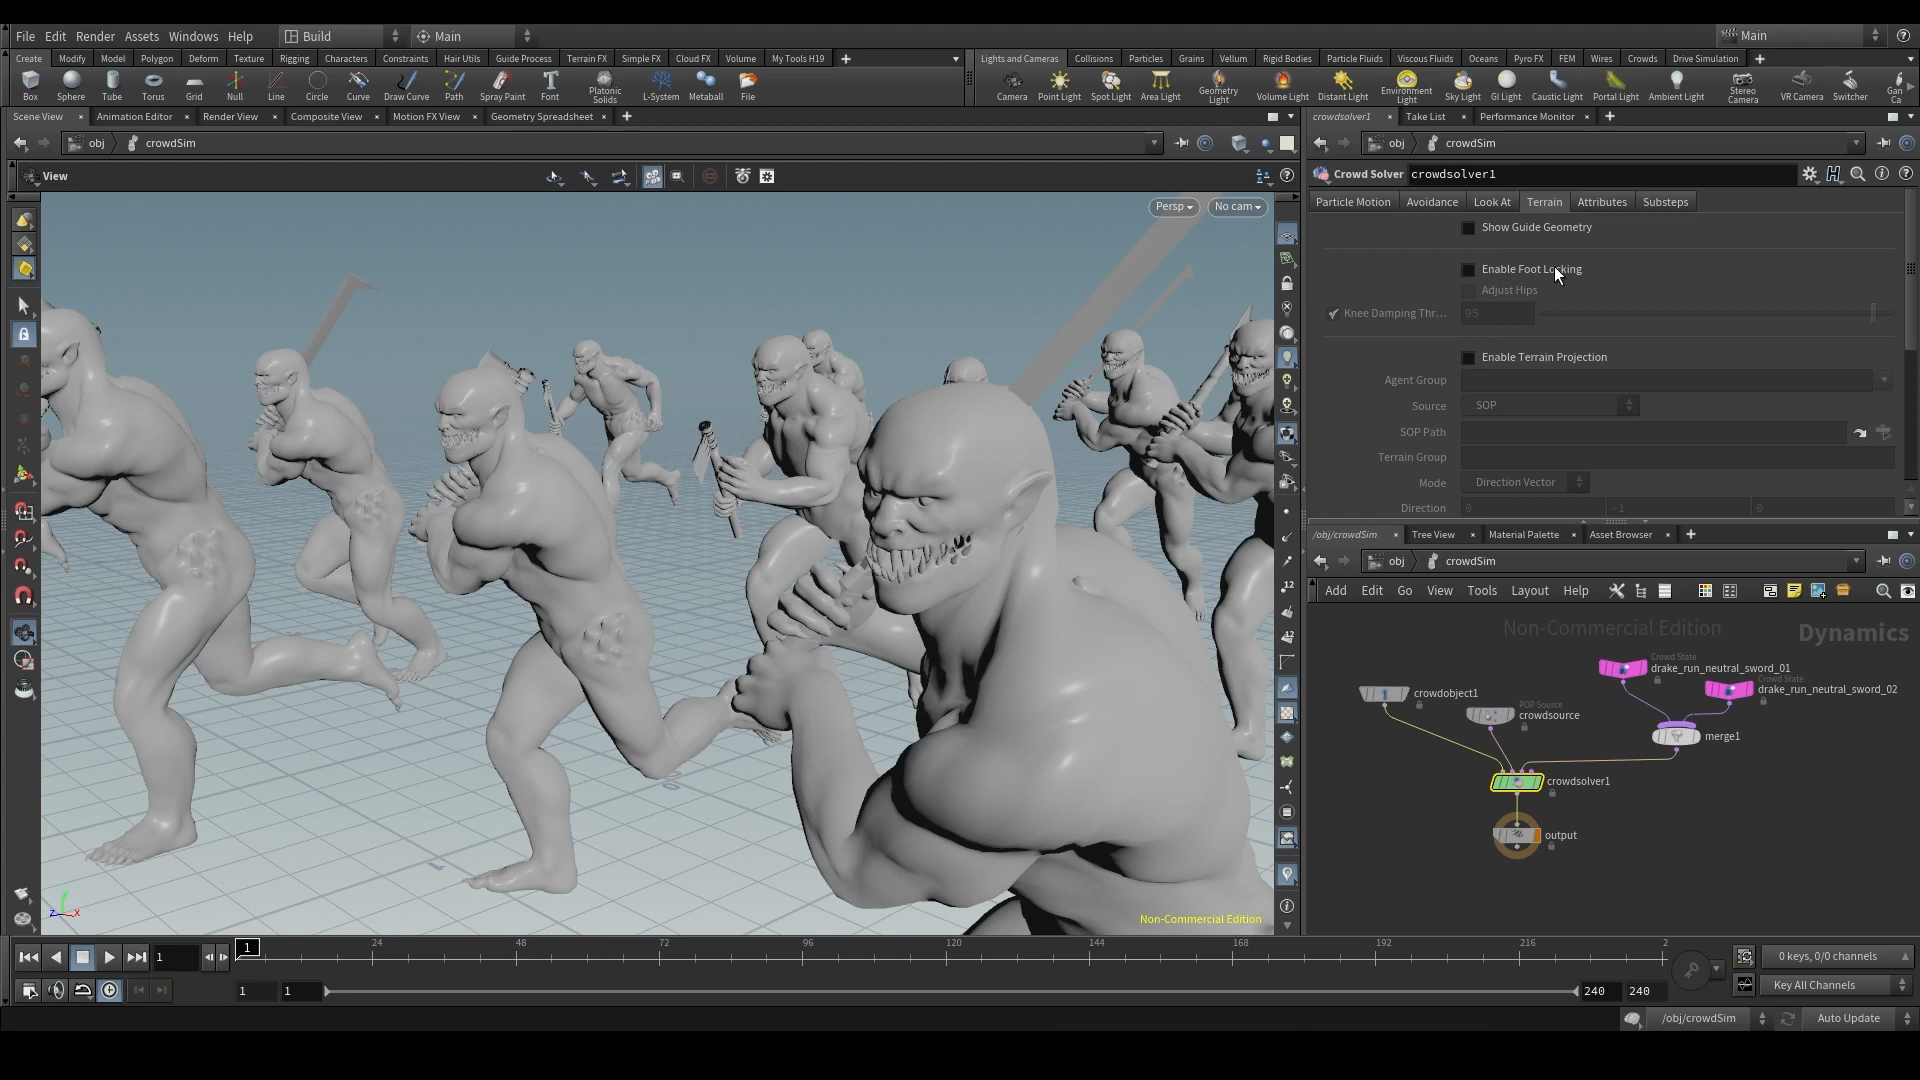 File Edit Render Assets Windows Help Build Main Main
Create Modify Model Polygon Deform Texture Rigging Characters Constraints Hair Utils Guide Process Terrain FX Simple FX Cloud FX Volume My Tools H19
Lights and Cameras Collisions Particles Grains Vellum Rigid Bodies Particle Fluids Viscous Fluids Oceans Pyro FX FEM Wires Crowds Drive Simulation
Box Sphere Tube Torus Grid Null Line Circle Curve Draw Curve Path Spray Paint Font Platonic Solids L-System Metaball File
Camera Point Light Spot Light Area Light Geometry Light Volume Light Distant Light Environment Light Sky Light GI Light Caustic Light Portal Light Ambient Light Stereo Camera VR Camera Switcher Gan Ca
Scene View Animation Editor Render View Composite View Motion FX View Geometry Spreadsheet
obj crowdSim
View
Persp No cam
Non-Commercial Edition
crowdsolver1 Take List Performance Monitor
obj crowdSim
Crowd Solver crowdsolver1
Particle Motion Avoidance Look At Terrain Attributes Substeps
Show Guide Geometry
Enable Foot Locking
Adjust Hips
Knee Damping Thr... 95
Enable Terrain Projection
Agent Group
Source SOP
SOP Path
Terrain Group
Mode Direction Vector
Direction 0 -1 0
/obj/crowdSim Tree View Material Palette Asset Browser
obj crowdSim
Add Edit Go View Tools Layout Help
Non-Commercial Edition Dynamics
Crowd State
drake_run_neutral_sword_01
Crowd State
drake_run_neutral_sword_02
crowdobject1
POP Source
crowdsource
merge1
crowdsolver1
output
1 1 24 48 72 96 120 144 168 192 216 2
0 keys, 0/0 channels
1 1 240 240
Key All Channels
/obj/crowdSim Auto Update